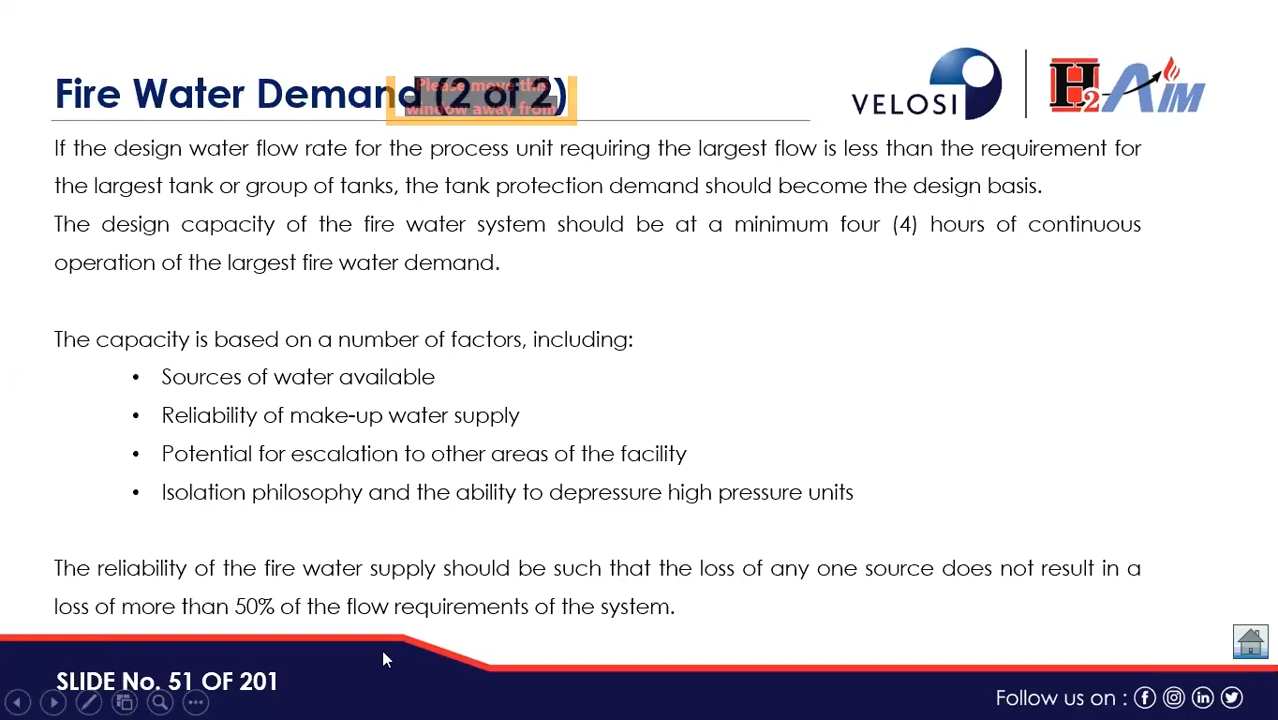 Fire Water Demand (2 of 2)
Please move this
window away from
VELOSI
H2AIM
If the design water flow rate for the process unit requiring the largest flow is less than the requirement for
the largest tank or group of tanks, the tank protection demand should become the design basis.
The design capacity of the fire water system should be at a minimum four (4) hours of continuous
operation of the largest fire water demand.
The capacity is based on a number of factors, including:
• Sources of water available
• Reliability of make-up water supply
• Potential for escalation to other areas of the facility
• Isolation philosophy and the ability to depressure high pressure units
The reliability of the fire water supply should be such that the loss of any one source does not result in a
loss of more than 50% of the flow requirements of the system.
SLIDE No. 51 OF 201
Follow us on :